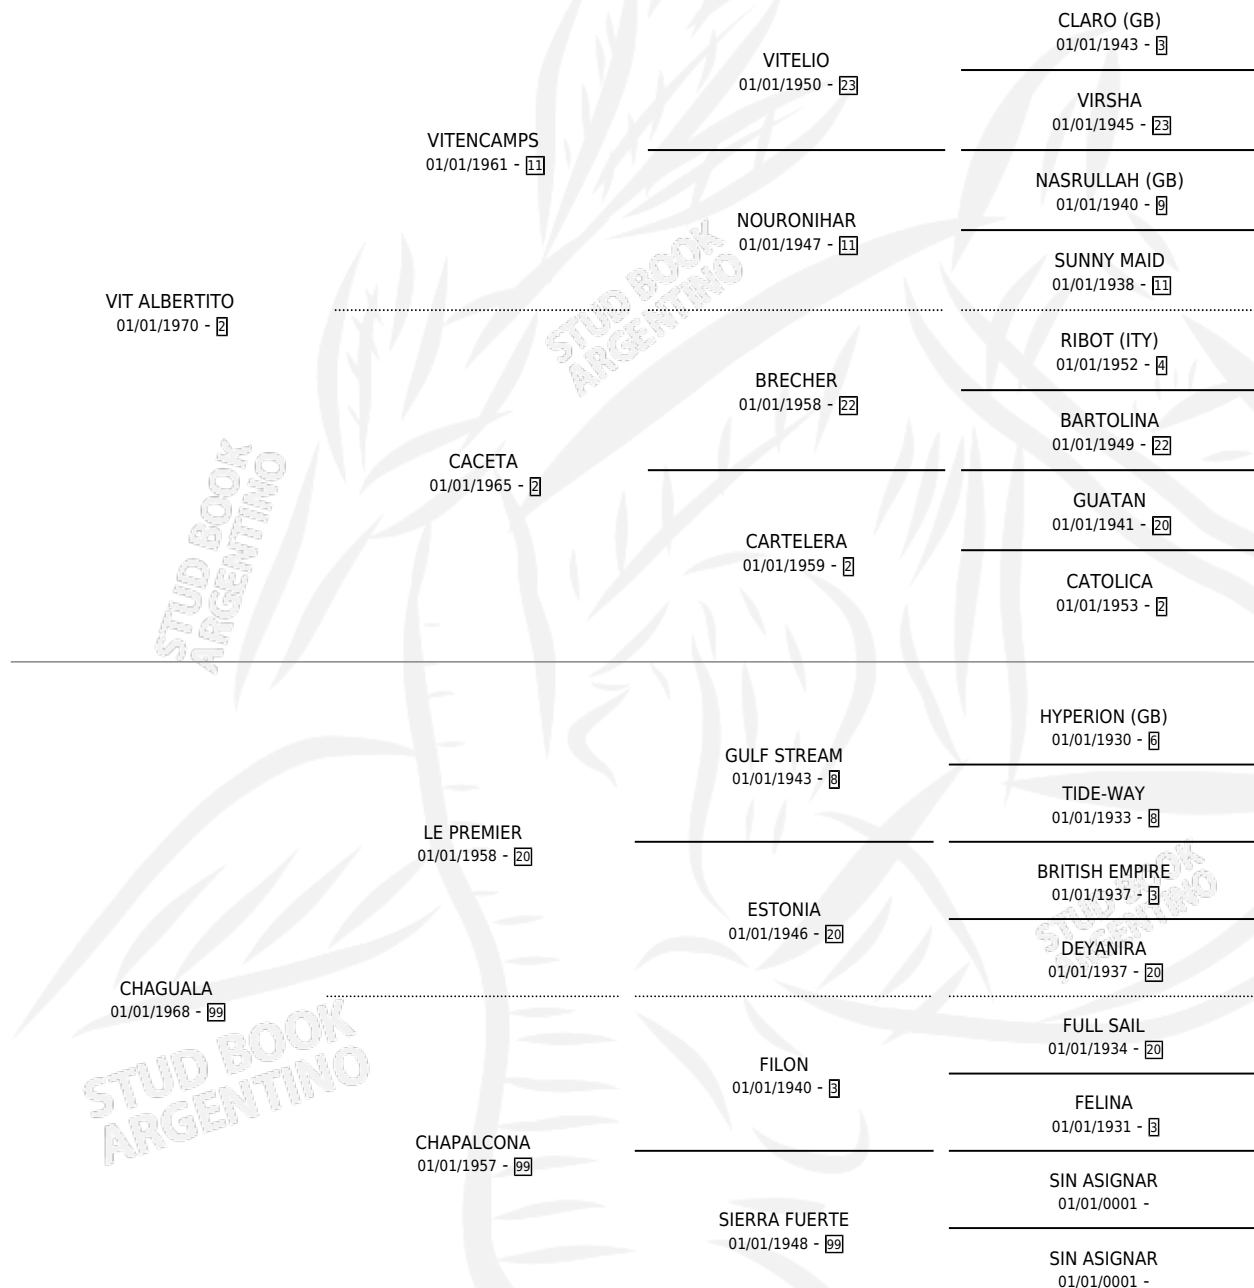 CLARO (GB)
01/01/1943 - 3
VITELIO
01/01/1950 - 23
VIRSHA
01/01/1945 - 23
VITENCAMPS
01/01/1961 - 11
NASRULLAH (GB)
01/01/1940 - 9
NOURONIHAR
01/01/1947 - 11
SUNNY MAID
01/01/1938 - 11
VIT ALBERTITO
01/01/1970 - 2
RIBOT (ITY)
01/01/1952 - 4
BRECHER
01/01/1958 - 22
BARTOLINA
01/01/1949 - 22
CACETA
01/01/1965 - 2
GUATAN
01/01/1941 - 20
CARTELERA
01/01/1959 - 2
CATOLICA
01/01/1953 - 2
HYPERION (GB)
01/01/1930 - 6
GULF STREAM
01/01/1943 - 8
TIDE-WAY
01/01/1933 - 8
LE PREMIER
01/01/1958 - 20
BRITISH EMPIRE
01/01/1937 - 3
ESTONIA
01/01/1946 - 20
DEYANIRA
01/01/1937 - 20
CHAGUALA
01/01/1968 - 99
FULL SAIL
01/01/1934 - 20
FILON
01/01/1940 - 3
FELINA
01/01/1931 - 3
CHAPALCONA
01/01/1957 - 99
SIN ASIGNAR
01/01/0001 -
SIERRA FUERTE
01/01/1948 - 99
SIN ASIGNAR
01/01/0001 -
STUD BOOK
ARGENTINO
STUD BOOK
ARGENTINO
STUD BOOK
ARGENTINO
STUD BOOK
ARGENTINO